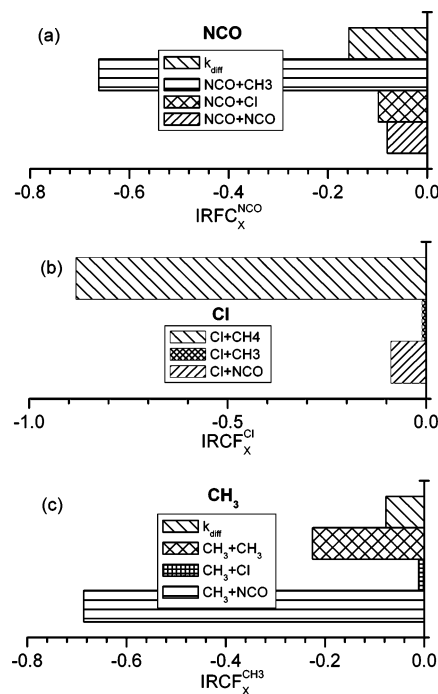 (a)
NCO
k_diff
NCO+CH3
NCO+Cl
NCO+NCO
-0.8 -0.6 -0.4 -0.2 0.0
IRFC_X^NCO
(b)
Cl
Cl+CH4
Cl+CH3
Cl+NCO
-1.0 -0.5 0.0
IRCF_X^Cl
(c)
CH₃
k_diff
CH₃+CH₃
CH₃+Cl
CH₃+NCO
-0.8 -0.6 -0.4 -0.2 0.0
IRCF_X^CH3